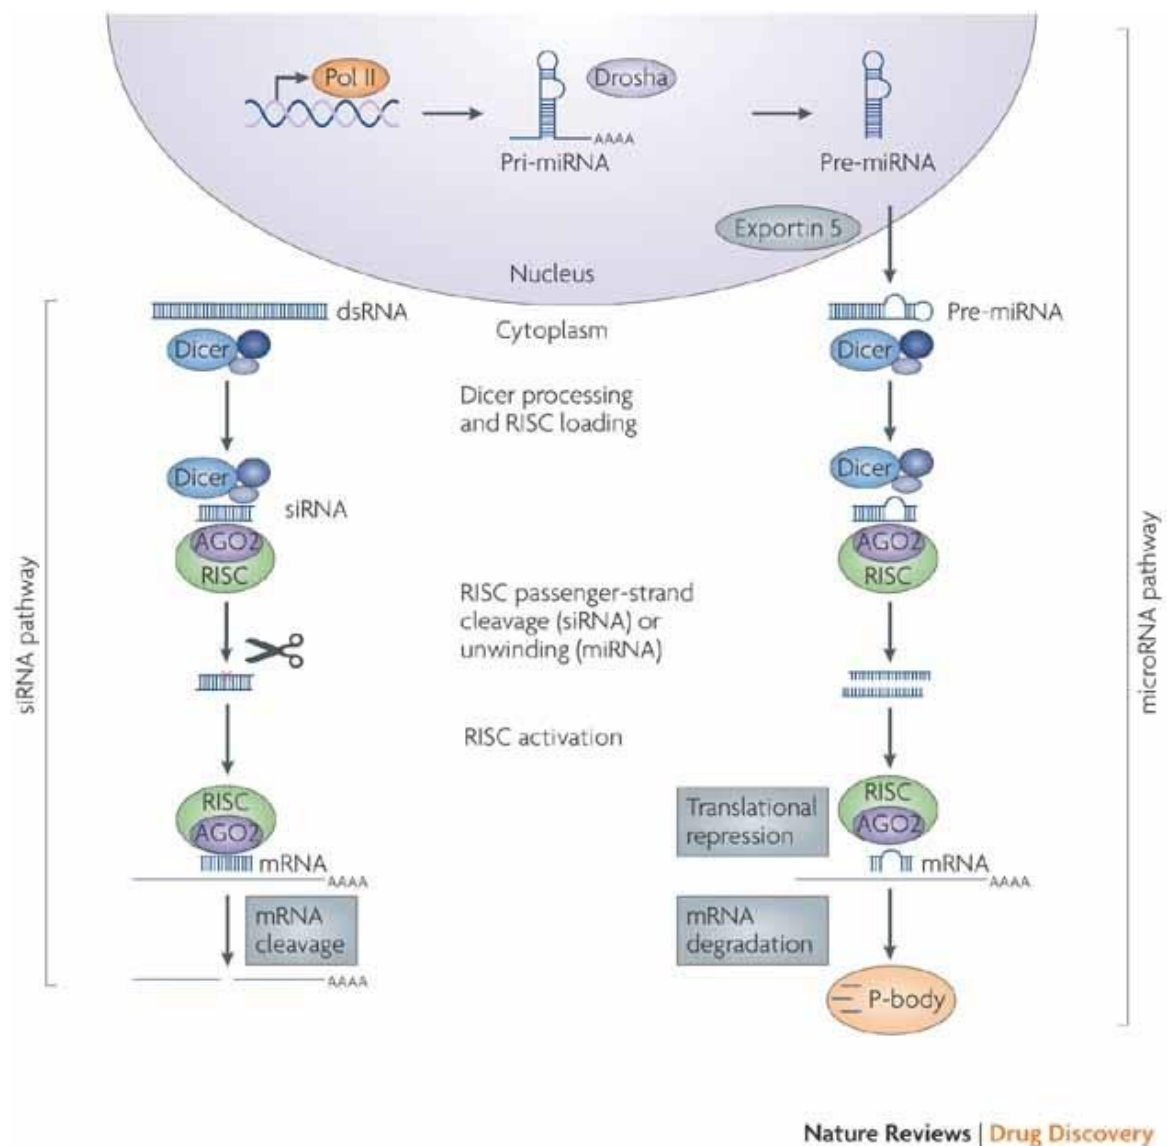 Pol II
Drosha
AAAA
Pri-miRNA
Pre-miRNA
Exportin 5
Nucleus
dsRNA
Cytoplasm
Pre-miRNA
Dicer
Dicer
Dicer processing
and RISC loading
Dicer
Dicer
siRNA
AGO2
RISC
AGO2
RISC
RISC passenger-strand
cleavage (siRNA) or
unwinding (miRNA)
siRNA pathway
microRNA pathway
RISC activation
RISC
AGO2
mRNA
AAAA
Translational
repression
RISC
AGO2
mRNA
AAAA
mRNA
cleavage
AAAA
mRNA
degradation
P-body
Nature Reviews | Drug Discovery